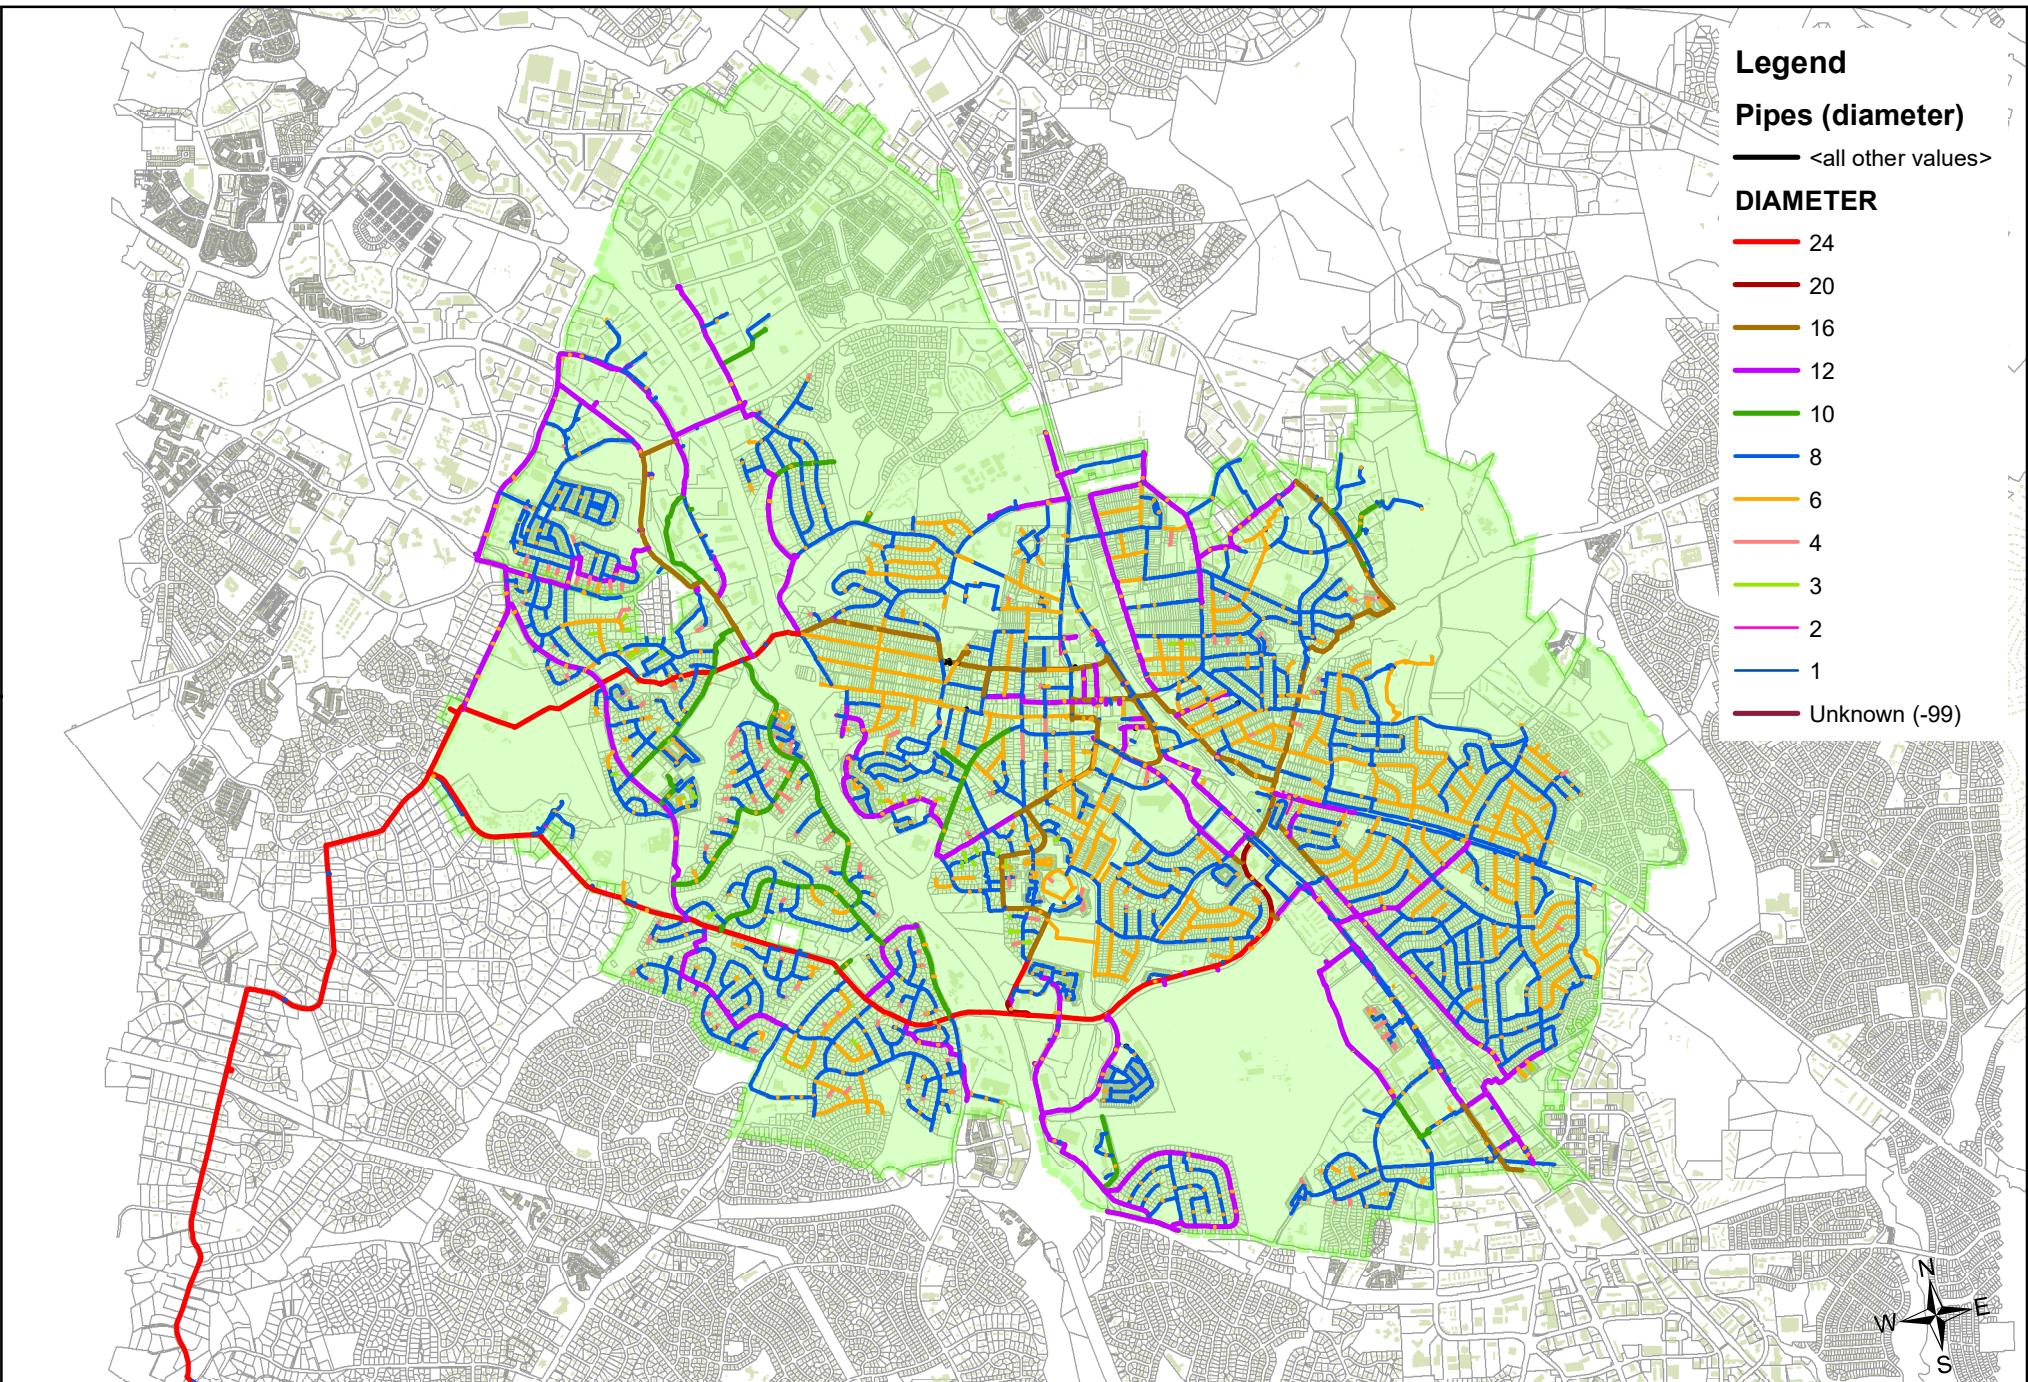 Legend
Pipes (diameter)
<all other values>
DIAMETER
24
20
16
12
10
8
6
4
3
2
1
Unknown (-99)
N
W E
S